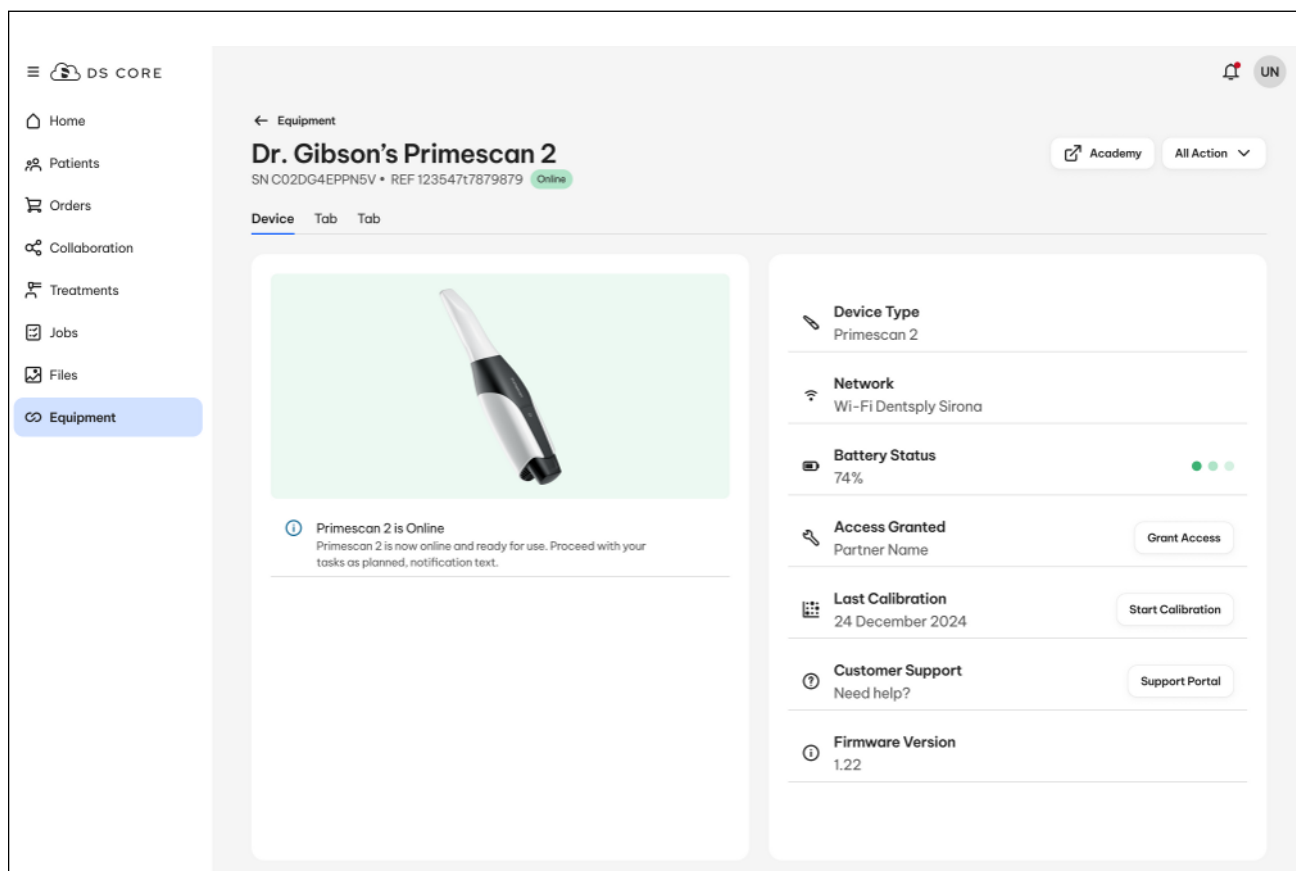 DS CORE
UN
Home
Patients
Orders
Collaboration
Treatments
Jobs
Files
Equipment
Equipment
Dr. Gibson's Primescan 2
SN C02DG4EPPN5V • REF 123547t7879879 Online
Academy
All Action
Device Tab Tab
Primescan 2 is Online
Primescan 2 is now online and ready for use. Proceed with your
tasks as planned, notification text.
Device Type
Primescan 2
Network
Wi-Fi Dentsply Sirona
Battery Status
74%
Access Granted
Partner Name
Grant Access
Last Calibration
24 December 2024
Start Calibration
Customer Support
Need help?
Support Portal
Firmware Version
1.22